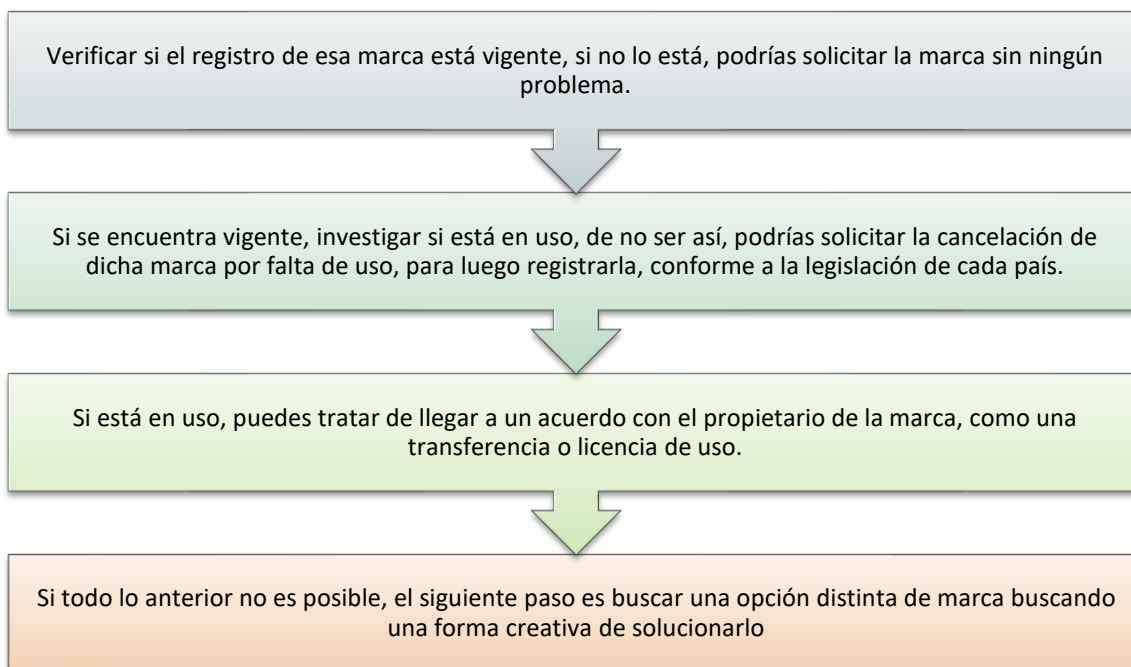 Verificar si el registro de esa marca está vigente, si no lo está, podrías solicitar la marca sin ningún
problema.
Si se encuentra vigente, investigar si está en uso, de no ser así, podrías solicitar la cancelación de
dicha marca por falta de uso, para luego registrarla, conforme a la legislación de cada país.
Si está en uso, puedes tratar de llegar a un acuerdo con el propietario de la marca, como una
transferencia o licencia de uso.
Si todo lo anterior no es posible, el siguiente paso es buscar una opción distinta de marca buscando
una forma creativa de solucionarlo